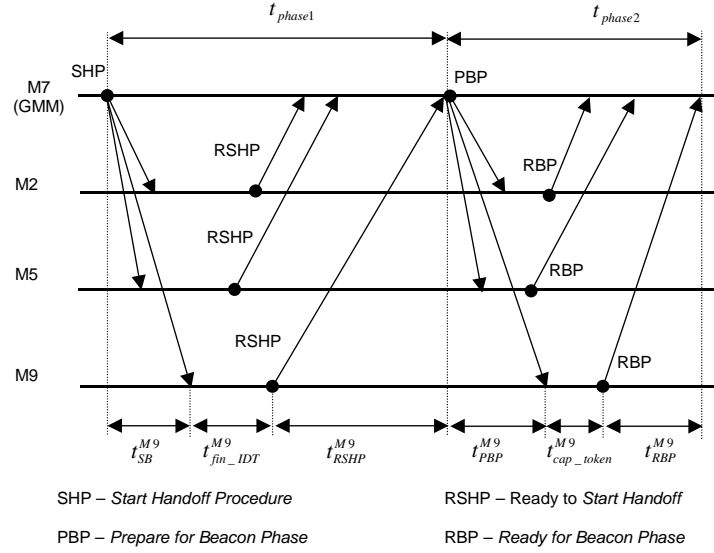 t_phase1
t_phase2
SHP
PBP
M7
(GMM)
RSHP
RBP
M2
RSHP
RBP
M5
RSHP
RBP
M9
t_SB^M9 t_fin_IDT^M9 t_RSHP^M9 t_PBP^M9 t_cap_token^M9 t_RBP^M9
SHP – Start Handoff Procedure
RSHP – Ready to Start Handoff
PBP – Prepare for Beacon Phase
RBP – Ready for Beacon Phase